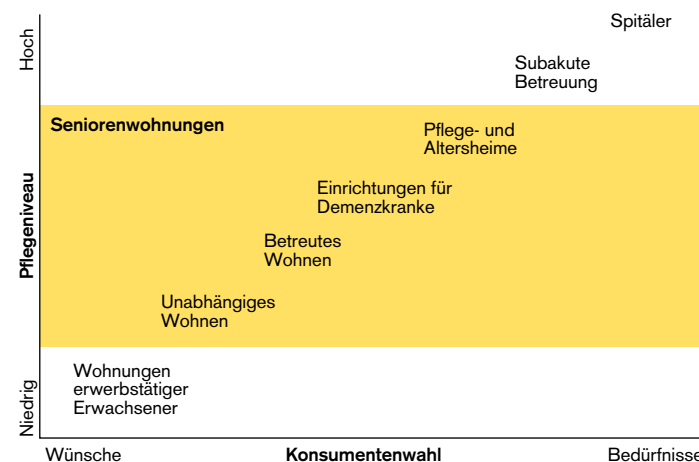 Hoch
Pflegeniveau
Niedrig
Spitäler
Subakute
Betreuung
Seniorenwohnungen
Pflege- und
Altersheime
Einrichtungen für
Demenzkranke
Betreutes
Wohnen
Unabhängiges
Wohnen
Wohnungen
erwerbstätiger
Erwachsener
Wünsche
Konsumentenwahl
Bedürfnisse